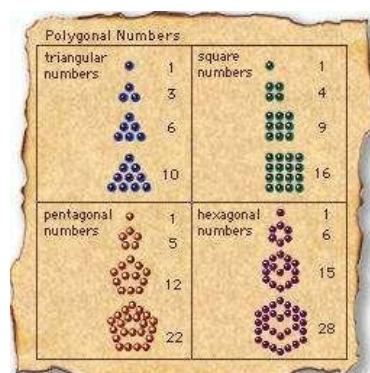 Polygonal Numbers
triangular
numbers
1
3
6
10
square
numbers
1
4
9
16
pentagonal
numbers
1
5
12
22
hexagonal
numbers
1
6
15
28